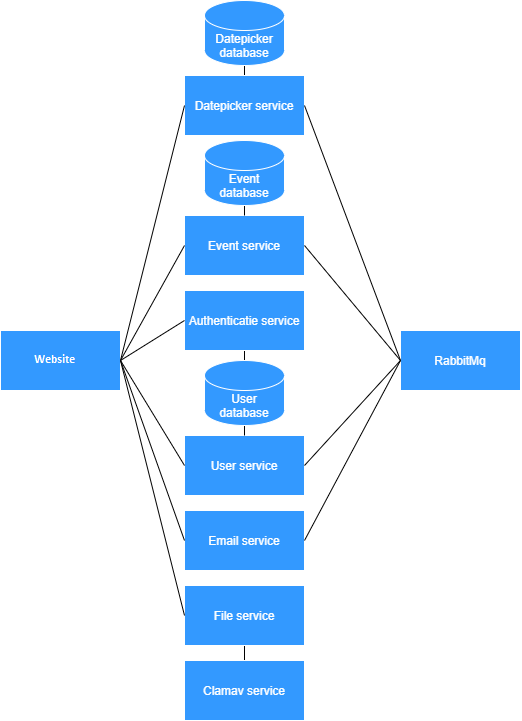 Datepicker
database
Datepicker service
Event
database
Event service
Authenticatie service
Website
RabbitMq
User
database
User service
Email service
File service
Clamav service